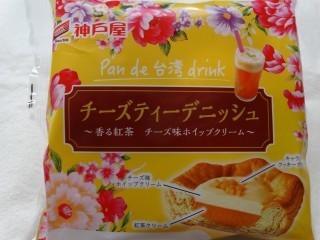 神戸屋
Pan de 台湾 drink
チーズティーデニッシュ
～香る紅茶 チーズ味ホイップクリーム～
チーズ味
ホイップクリーム
紅茶クリーム